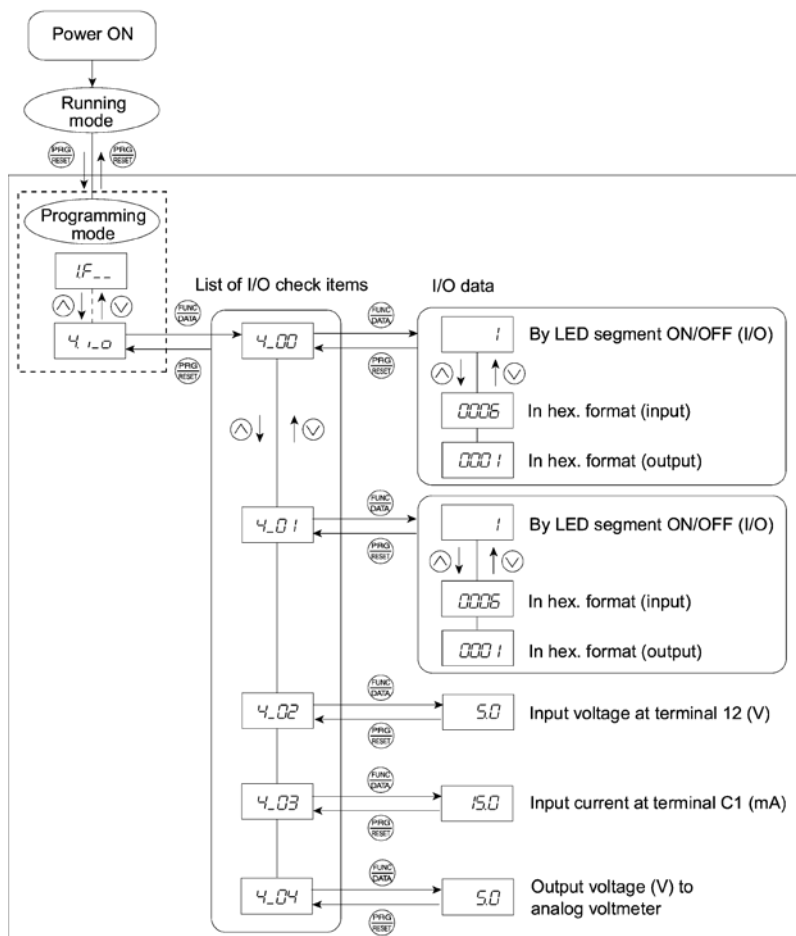 Power ON
Running
mode
PRG
RESET
PRG
RESET
Programming
mode
1.F__
4.i_o
List of I/O check items
I/O data
FUNC
DATA
PRG
RESET
4_00
FUNC
DATA
PRG
RESET
1
By LED segment ON/OFF (I/O)
0006
In hex. format (input)
0001
In hex. format (output)
4_01
FUNC
DATA
PRG
RESET
1
By LED segment ON/OFF (I/O)
0006
In hex. format (input)
0001
In hex. format (output)
4_02
FUNC
DATA
PRG
RESET
5.0
Input voltage at terminal 12 (V)
4_03
FUNC
DATA
PRG
RESET
15.0
Input current at terminal C1 (mA)
4_04
FUNC
DATA
PRG
RESET
5.0
Output voltage (V) to
analog voltmeter